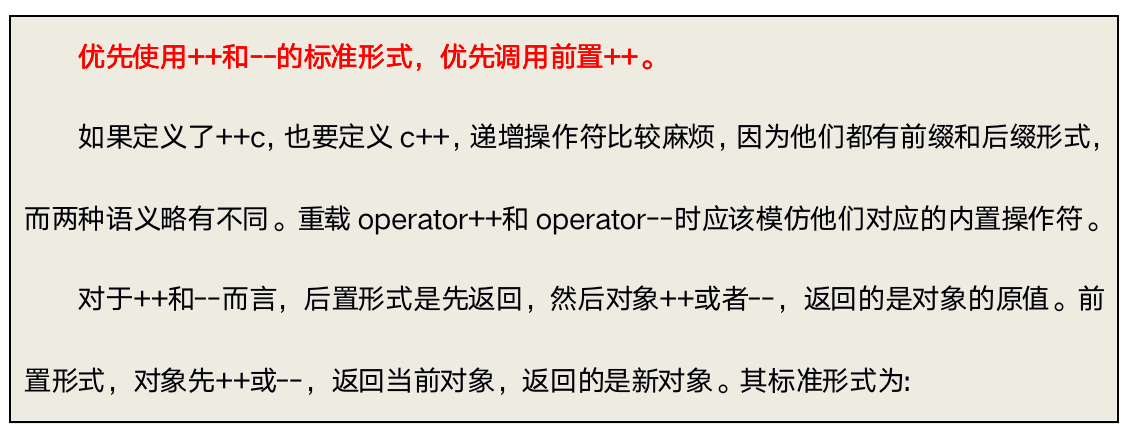 优先使用++和--的标准形式，优先调用前置++。
如果定义了++c, 也要定义 c++, 递增操作符比较麻烦, 因为他们都有前缀和后缀形式，
而两种语义略有不同。重载 operator++和 operator--时应该模仿他们对应的内置操作符。
对于++和--而言，后置形式是先返回，然后对象++或者--，返回的是对象的原值。前
置形式，对象先++或--，返回当前对象，返回的是新对象。其标准形式为: